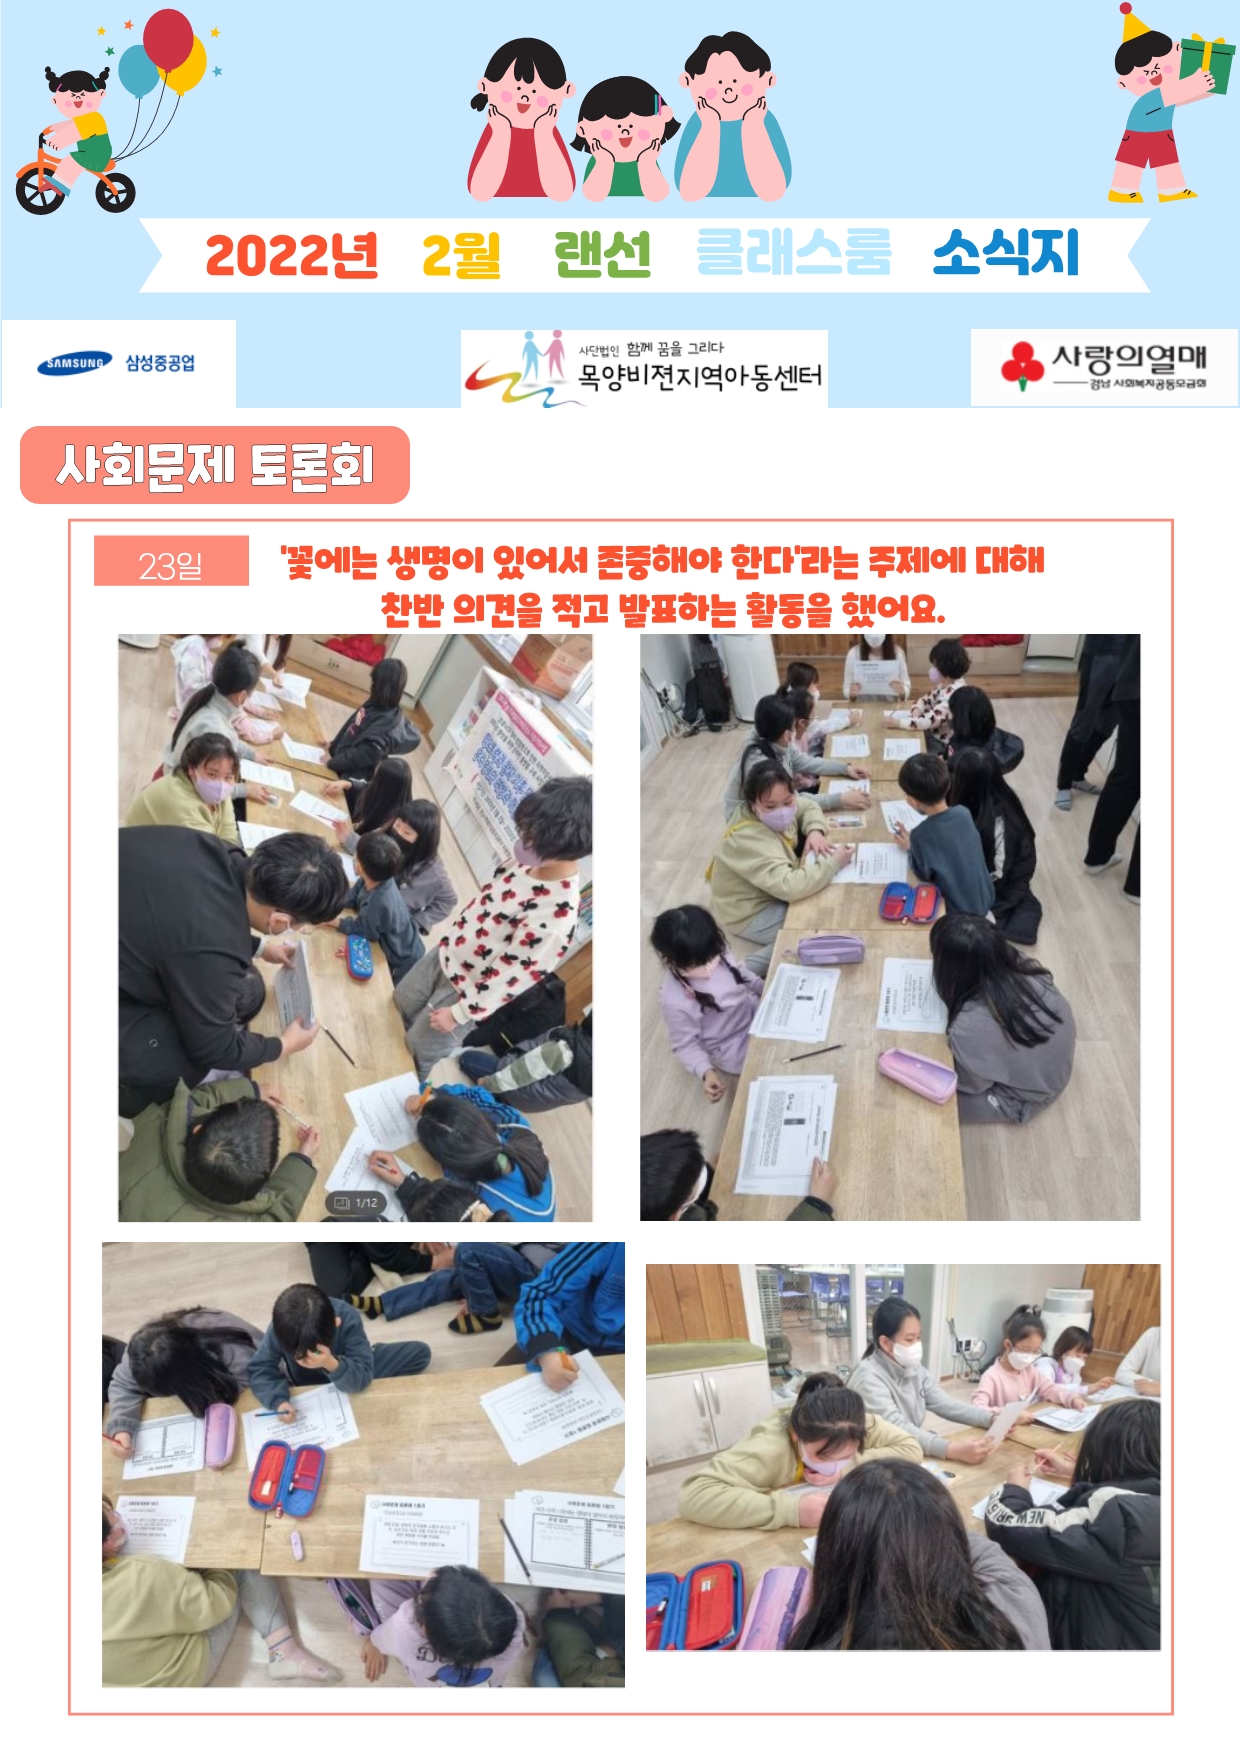 2022년 2월 랜선 클래스룸 소식지
SAMSUNG 삼성중공업
사단법인 함께 꿈을 그리다
목양비젼지역아동센터
사랑의열매
경남 사회복지공동모금회
사회문제 토론회
23일
'꽃에는 생명이 있어서 존중해야 한다'라는 주제에 대해
찬반 의견을 적고 발표하는 활동을 했어요.
1/12